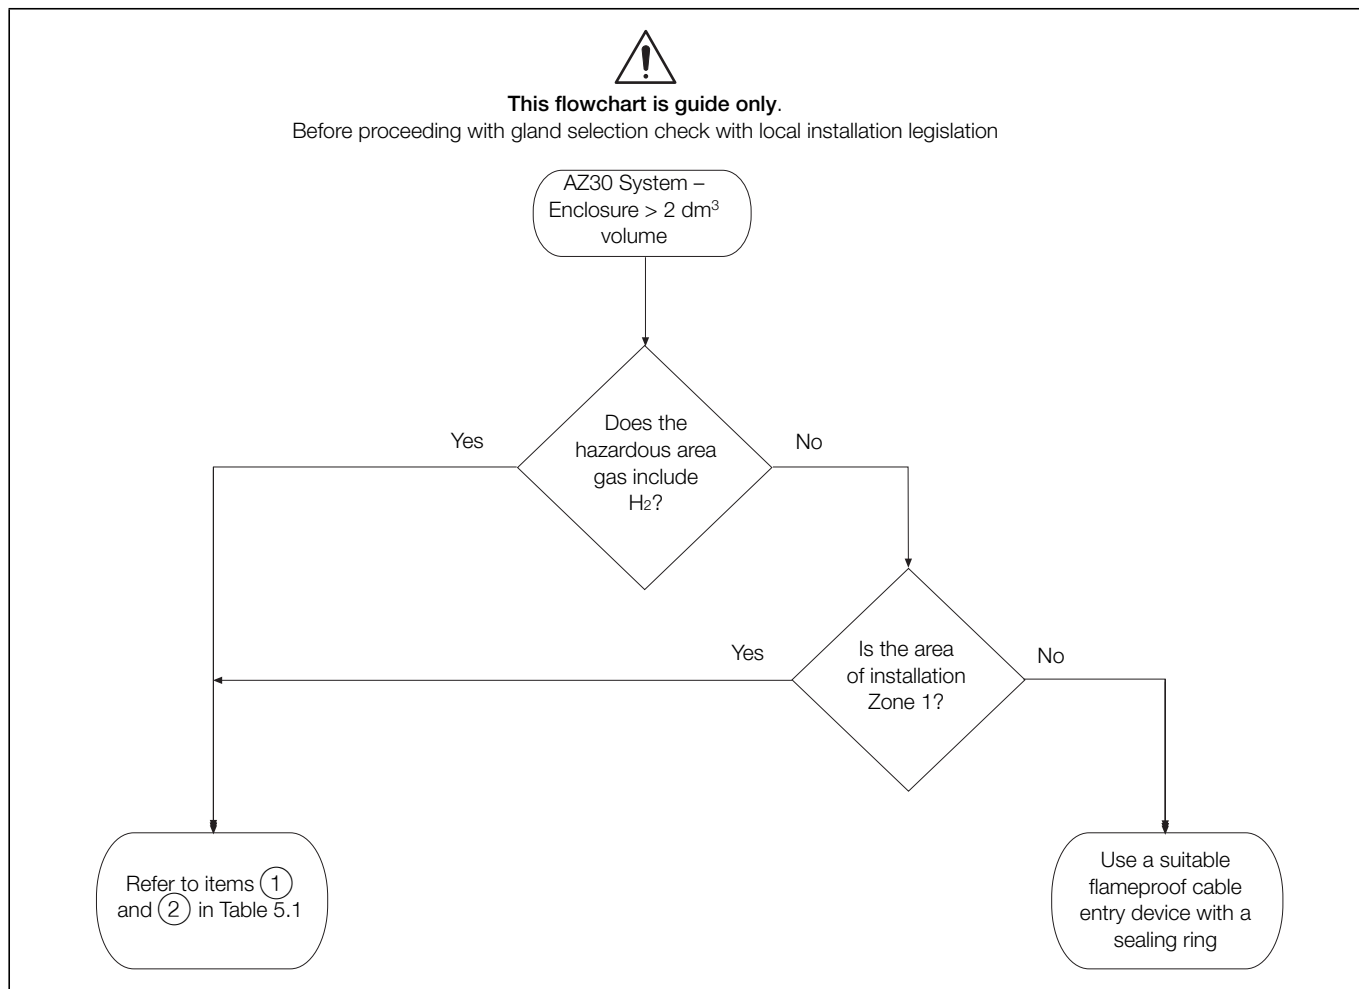 This flowchart is guide only.
Before proceeding with gland selection check with local installation legislation
AZ30 System –
Enclosure > 2 dm³
volume
Does the
hazardous area
gas include
H₂?
Yes
No
Is the area
of installation
Zone 1?
Yes
No
Refer to items ①
and ② in Table 5.1
Use a suitable
flameproof cable
entry device with a
sealing ring